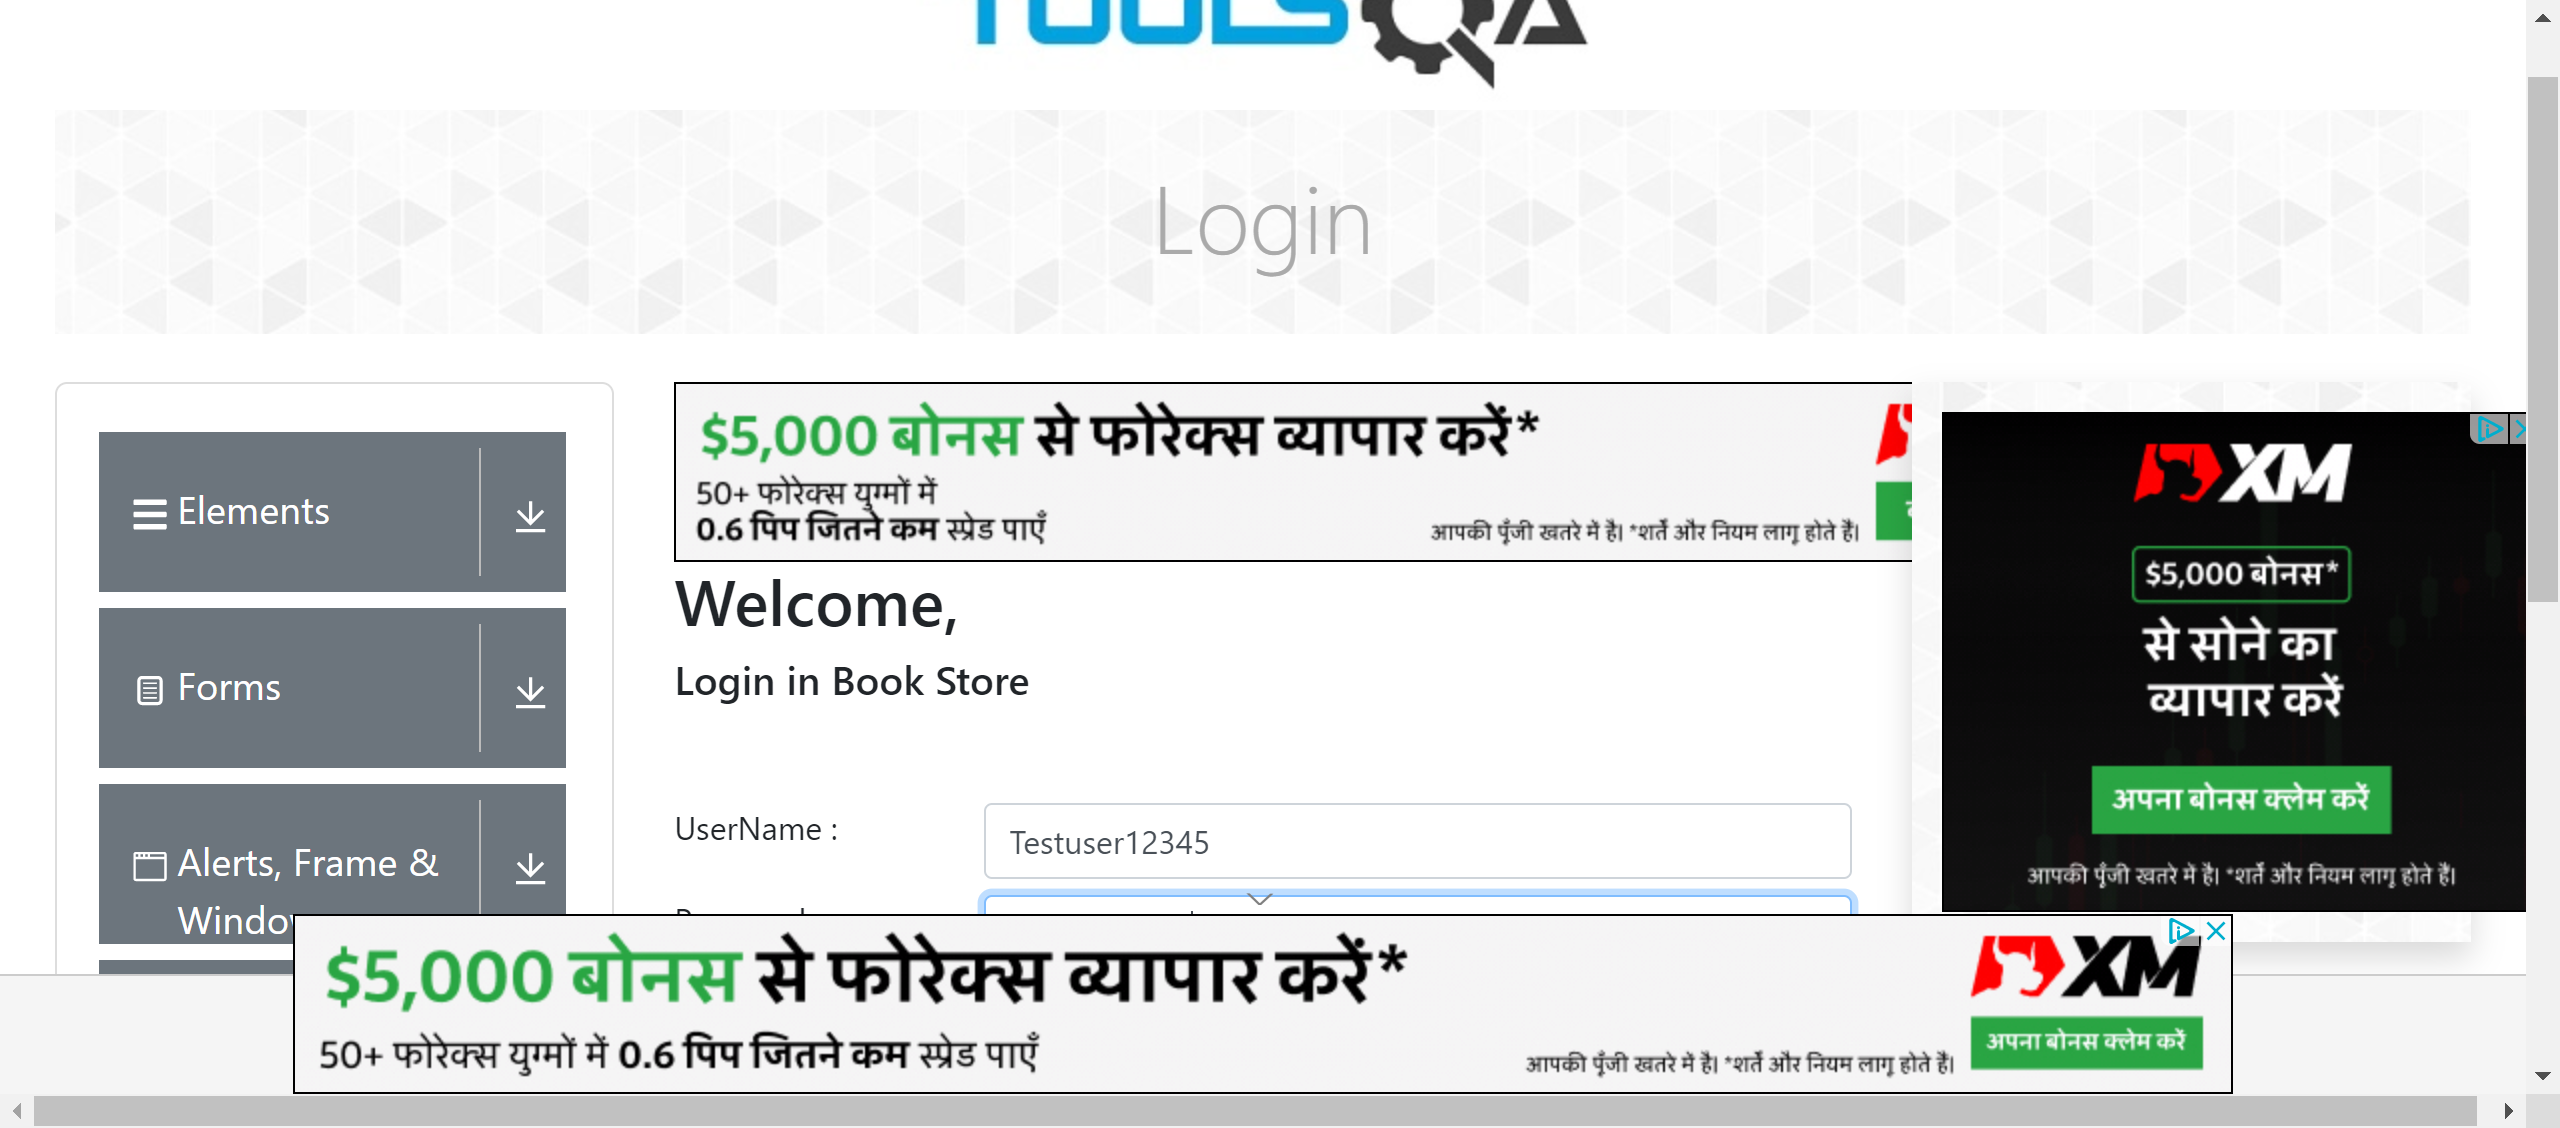 TOOLSQA
Login
Elements
Forms
Alerts, Frame &
Windo
$5,000 बोनस से फोरेक्स व्यापार करें*
50+ फोरेक्स युग्मों में
0.6 पिप जितने कम स्प्रेड पाएँ
आपकी पूँजी खतरे में है। *शर्तें और नियम लागू होते हैं।
Welcome,
Login in Book Store
UserName :
Testuser12345
XM
$5,000 बोनस*
से सोने का
व्यापार करें
अपना बोनस क्लेम करें
आपकी पूँजी खतरे में है। *शर्तें और नियम लागू होते हैं।
$5,000 बोनस से फोरेक्स व्यापार करें*
50+ फोरेक्स युग्मों में 0.6 पिप जितने कम स्प्रेड पाएँ
आपकी पूँजी खतरे में है। *शर्तें और नियम लागू होते हैं।
XM
अपना बोनस क्लेम करें